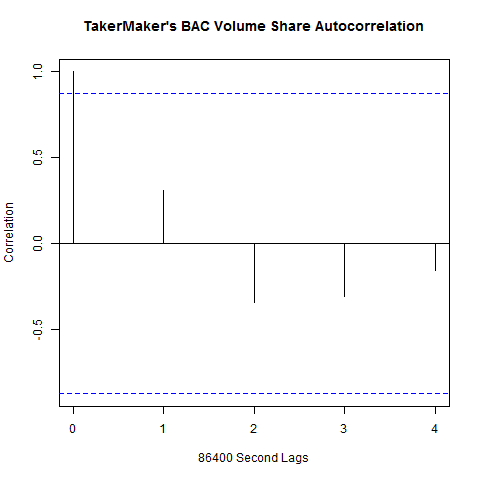 TakerMaker's BAC Volume Share Autocorrelation
Correlation
1.0
0.5
0.0
-0.5
0 1 2 3 4
86400 Second Lags